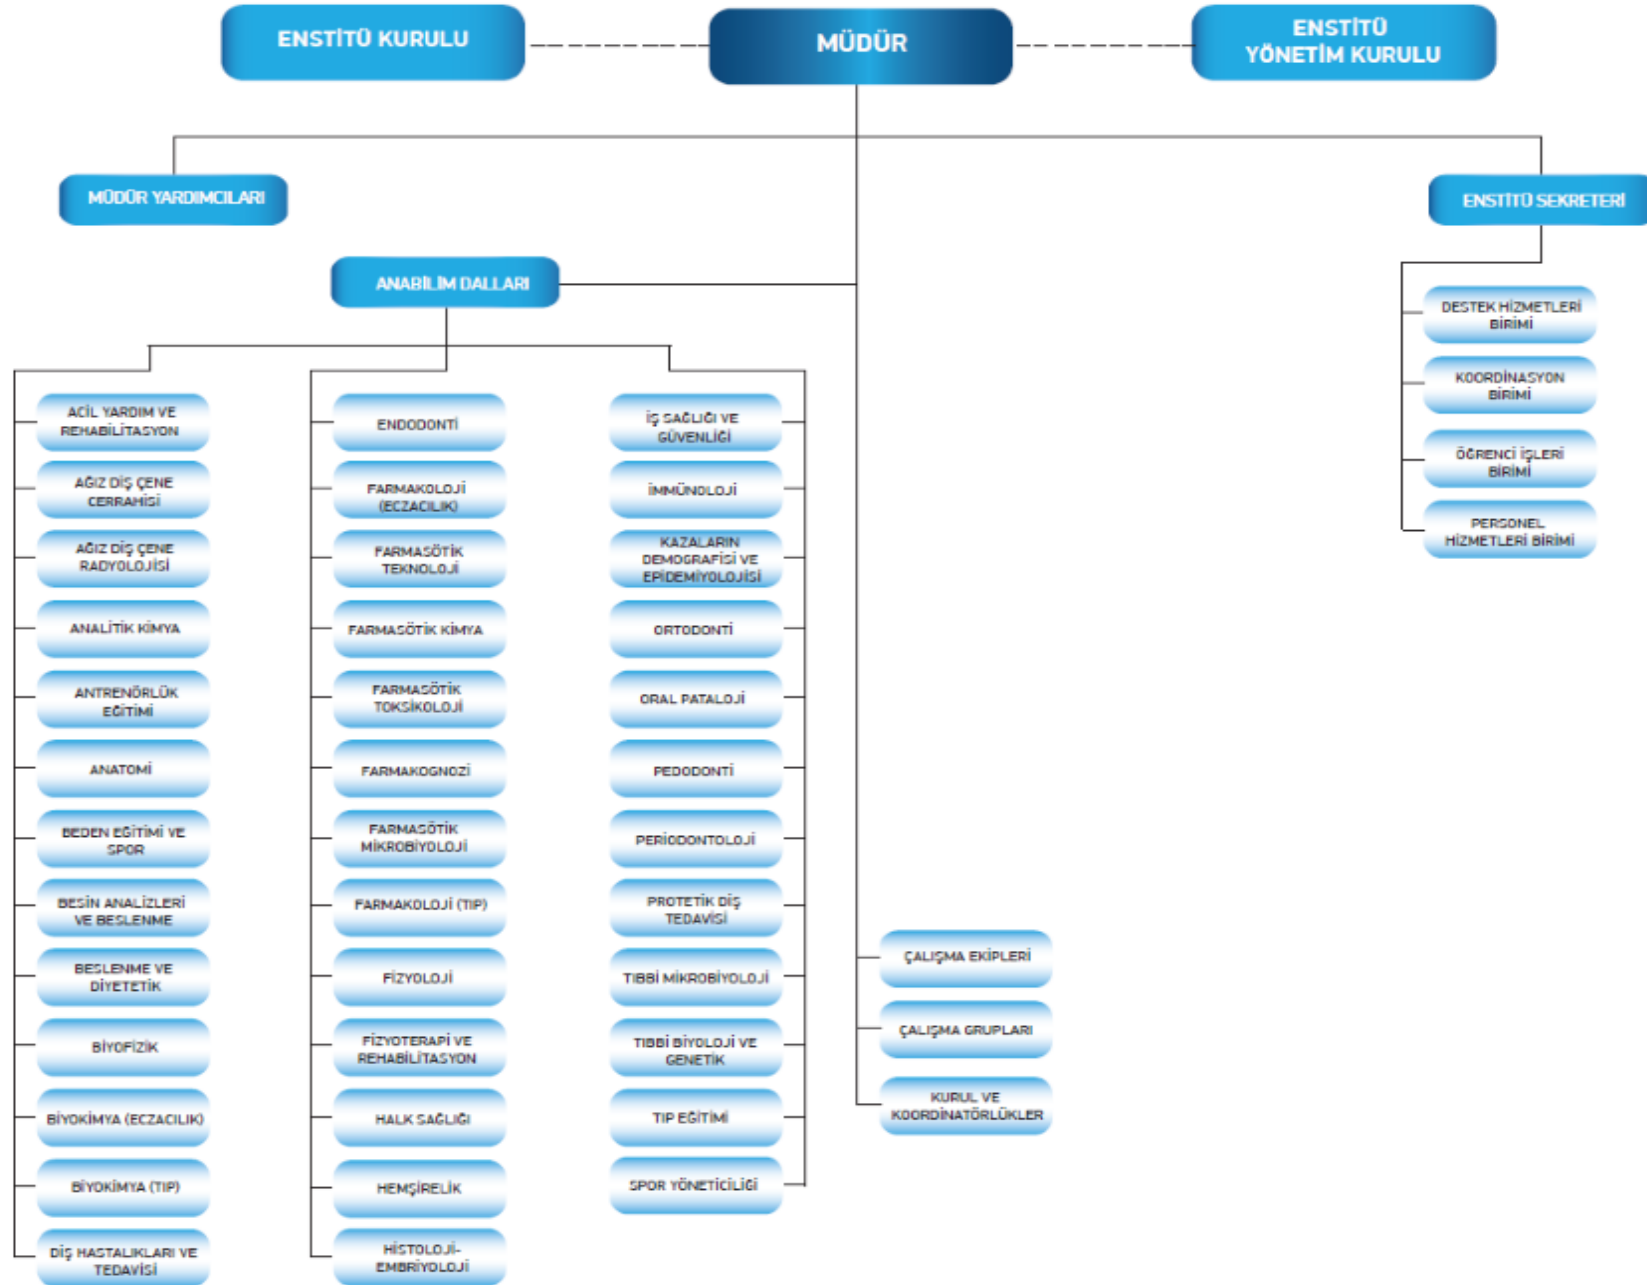 ENSTİTÜ KURULU
MÜDÜR
ENSTİTÜ
YÖNETİM KURULU
MÜDÜR YARDIMCILARI
ENSTİTÜ SEKRETERİ
ANABİLİM DALLARI
ACİL YARDIM VE
REHABİLİTASYON
AĞIZ DİŞ ÇENE
CERRAHİSİ
AĞIZ DİŞ ÇENE
RADYOLOJİSİ
ANALİTİK KİMYA
ANTRENÖRLÜK
EĞİTİMİ
ANATOMİ
BEDEN EĞİTİMİ VE
SPOR
BESİN ANALİZLERİ
VE BESLENME
BESLENME VE
DİYETETİK
BİYOFİZİK
BİYOKİMYA (ECZACILIK)
BİYOKİMYA (TIP)
DİŞ HASTALIKLARI VE
TEDAVİSİ
ENDODONTİ
FARMAKOLOJİ
(ECZACILIK)
FARMASÖTİK
TEKNOLOJİ
FARMASÖTİK KİMYA
FARMASÖTİK
TOKSİKOLOJİ
FARMAKOGNOZİ
FARMASÖTİK
MİKROBİYOLOJİ
FARMAKOLOJİ (TIP)
FİZYOLOJİ
FİZYOTERAPİ VE
REHABİLİTASYON
HALK SAĞLIĞI
HEMŞİRELİK
HİSTOLOJİ-
EMBRİYOLOJİ
İŞ SAĞLIĞI VE
GÜVENLİĞİ
İMMÜNOLOJİ
KAZALARIN
DEMOGRAFİSİ VE
EPİDEMİYOLOJİSİ
ORTODONTİ
ORAL PATALOJİ
PEDODONTİ
PERİODONTOLOJİ
PROTETİK DİŞ
TEDAVİSİ
TIBBİ MİKROBİYOLOJİ
TIBBİ BİYOLOJİ VE
GENETİK
TIP EĞİTİMİ
SPOR YÖNETİCİLİĞİ
ÇALIŞMA EKİPLERİ
ÇALIŞMA GRUPLARI
KURUL VE
KOORDİNATÖRLÜKLER
DESTEK HİZMETLERİ
BİRİMİ
KOORDİNASYON
BİRİMİ
ÖĞRENCİ İŞLERİ
BİRİMİ
PERSONEL
HİZMETLERİ BİRİMİ